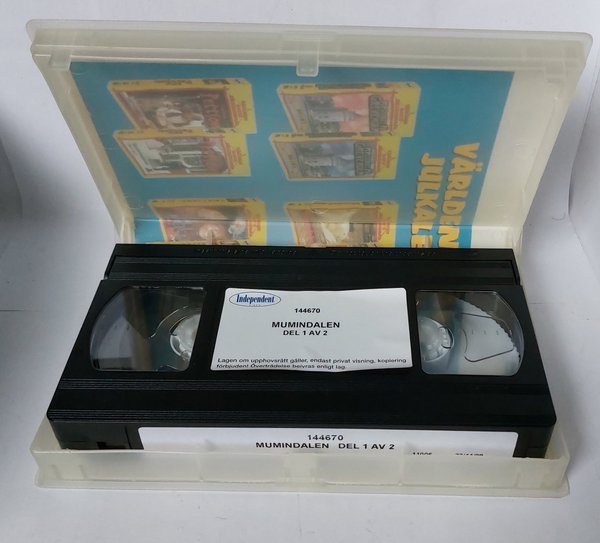 VÄRLDEN
JULKALE
Independent
144670
MUMINDALEN
DEL 1 AV 2
Lagen om upphovsrätt gäller, endast privat visning, kopiering
förbjuden! Överträdelse beivras enligt lag.
144670
MUMINDALEN DEL 1 AV 2